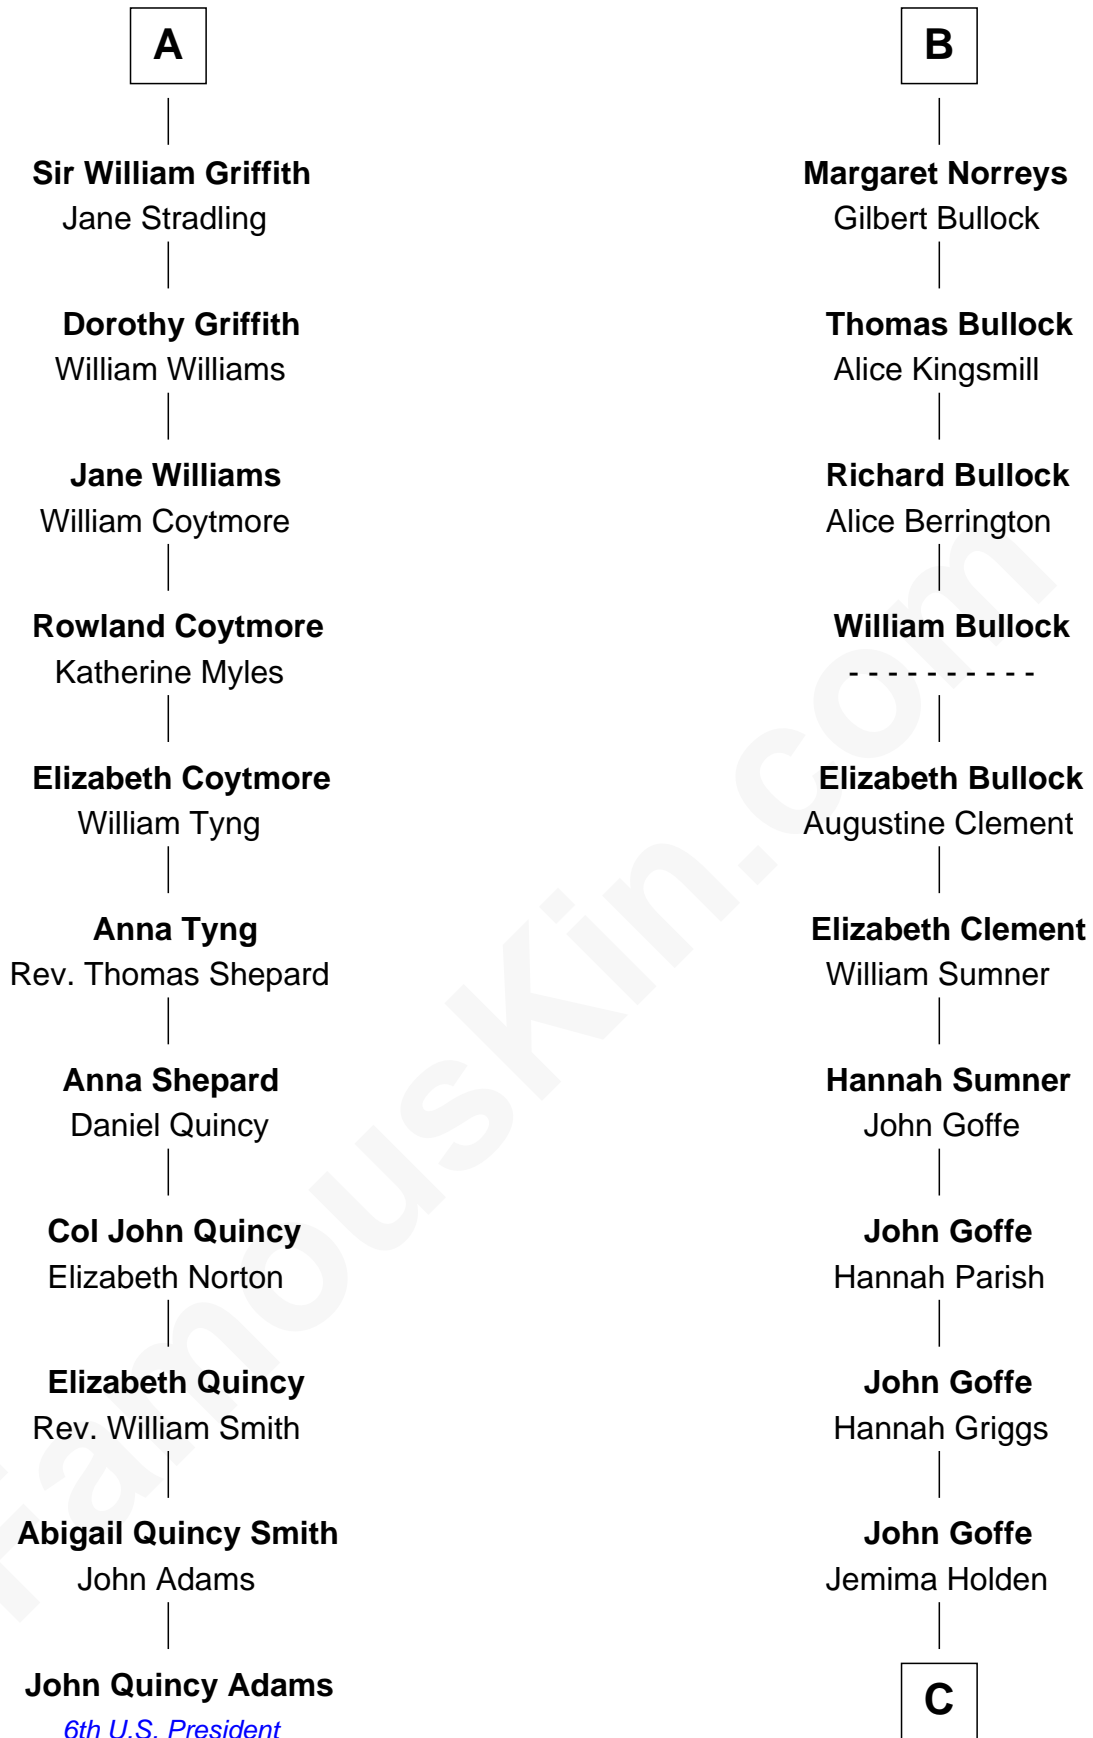 A
Sir William Griffith
Jane Stradling
Dorothy Griffith
William Williams
Jane Williams
William Coytmore
Rowland Coytmore
Katherine Myles
Elizabeth Coytmore
William Tyng
Anna Tyng
Rev. Thomas Shepard
Anna Shepard
Daniel Quincy
Col John Quincy
Elizabeth Norton
Elizabeth Quincy
Rev. William Smith
Abigail Quincy Smith
John Adams
John Quincy Adams
6th U.S. President
B
Margaret Norreys
Gilbert Bullock
Thomas Bullock
Alice Kingsmill
Richard Bullock
Alice Berrington
William Bullock
- - - - - - - - - -
Elizabeth Bullock
Augustine Clement
Elizabeth Clement
William Sumner
Hannah Sumner
John Goffe
John Goffe
Hannah Parish
John Goffe
Hannah Griggs
John Goffe
Jemima Holden
C
FamousKin.com